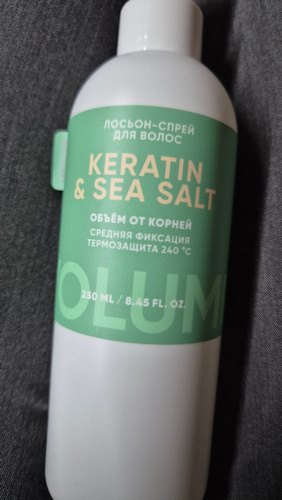 ЛОСЬОН-СПРЕЙ
ДЛЯ ВОЛОС
KERATIN
& SEA SALT
ОБЪЁМ ОТ КОРНЕЙ
СРЕДНЯЯ ФИКСАЦИЯ
ТЕРМОЗАЩИТА 240 °C
250 ML / 8.45 FL. OZ.
OLUM